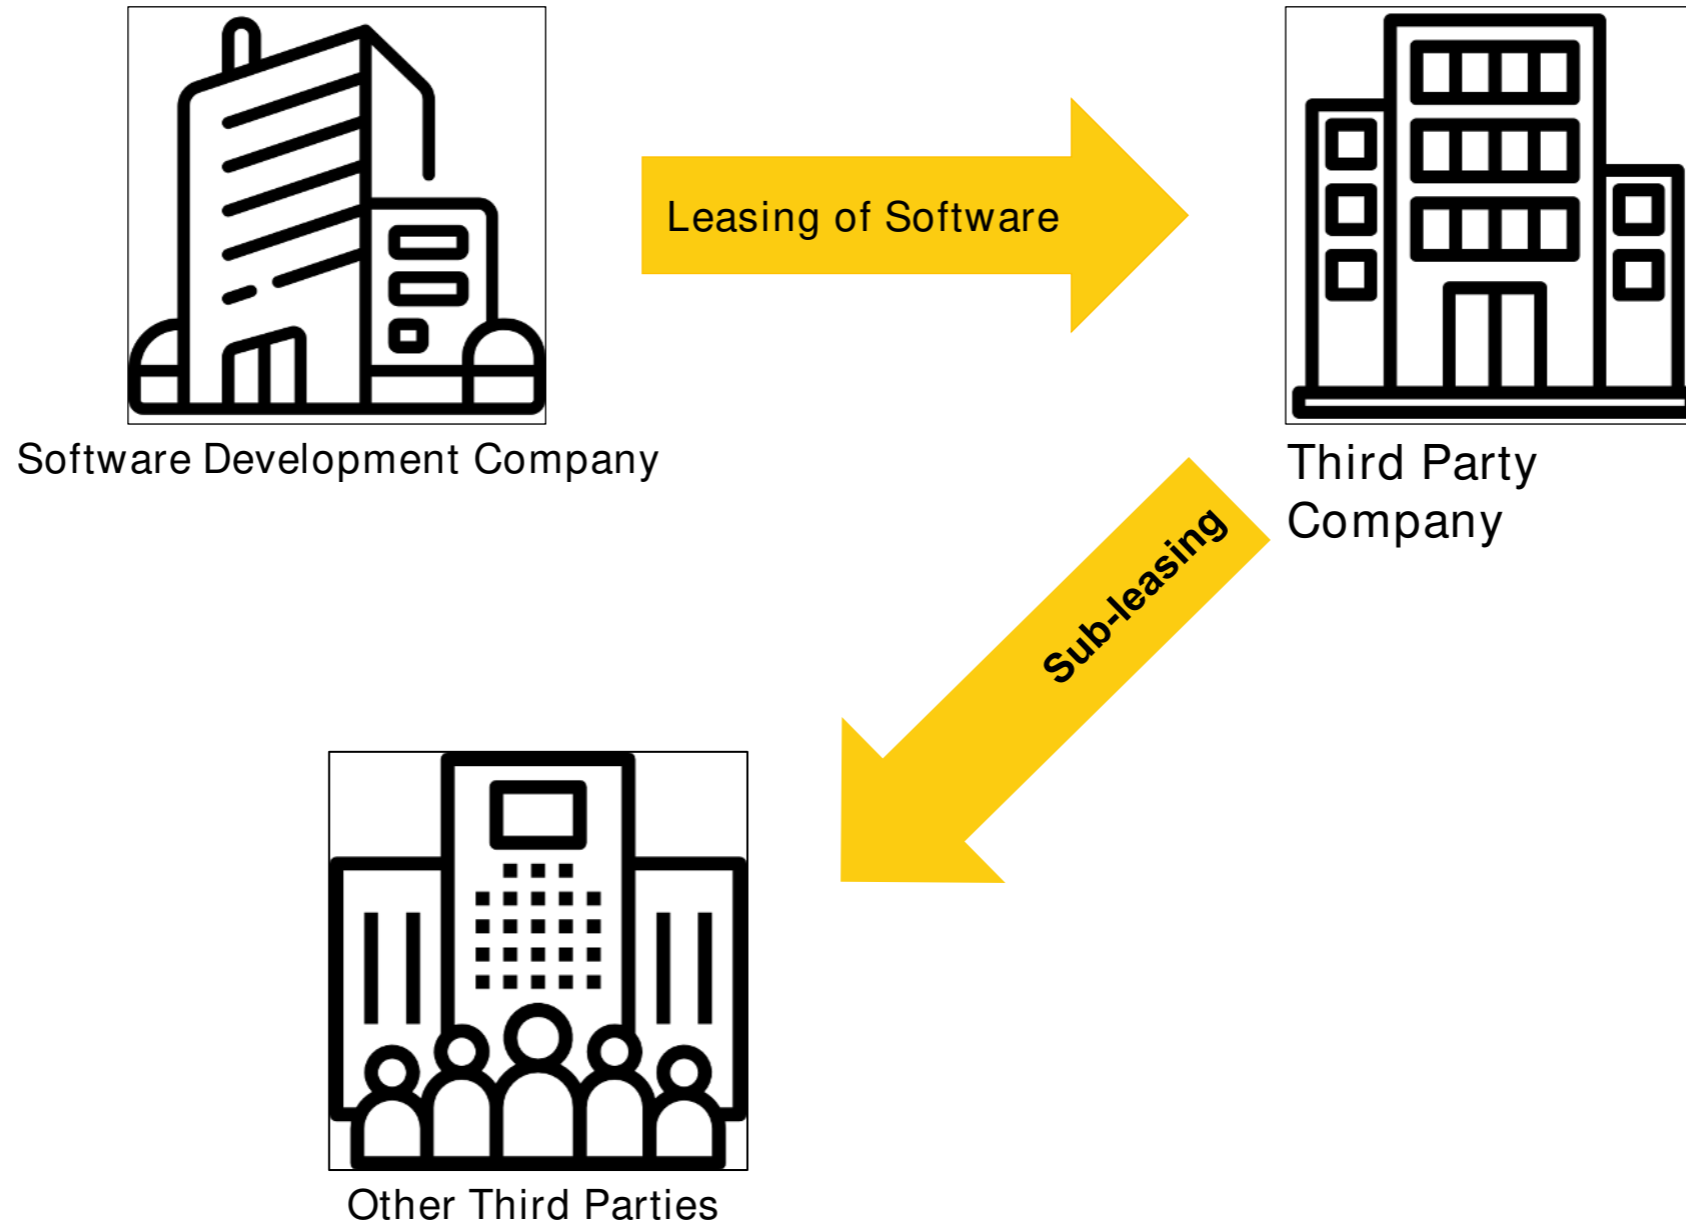 Leasing of Software
Software Development Company
Third Party
Company
Sub-leasing
Other Third Parties